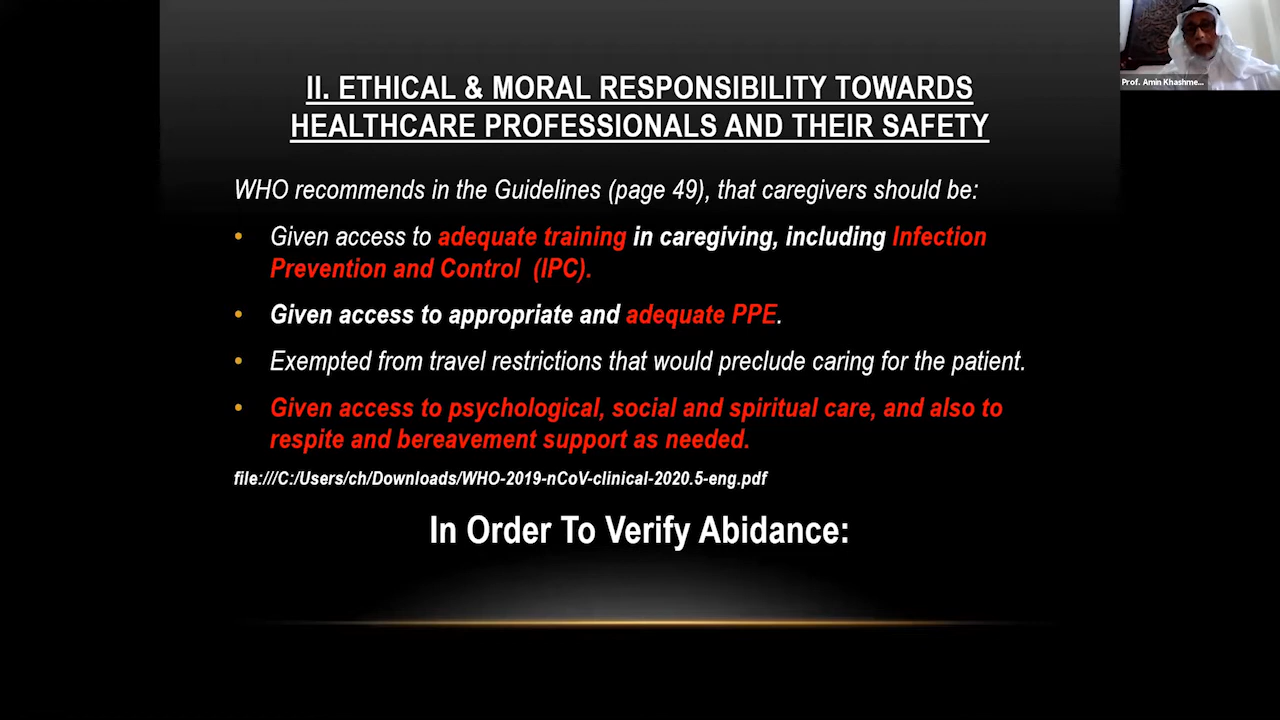 II. ETHICAL & MORAL RESPONSIBILITY TOWARDS
HEALTHCARE PROFESSIONALS AND THEIR SAFETY
Prof. Amin Khashme...
WHO recommends in the Guidelines (page 49), that caregivers should be:
• Given access to adequate training in caregiving, including Infection
Prevention and Control (IPC).
• Given access to appropriate and adequate PPE.
• Exempted from travel restrictions that would preclude caring for the patient.
• Given access to psychological, social and spiritual care, and also to
respite and bereavement support as needed.
file:///C:/Users/ch/Downloads/WHO-2019-nCoV-clinical-2020.5-eng.pdf
In Order To Verify Abidance: